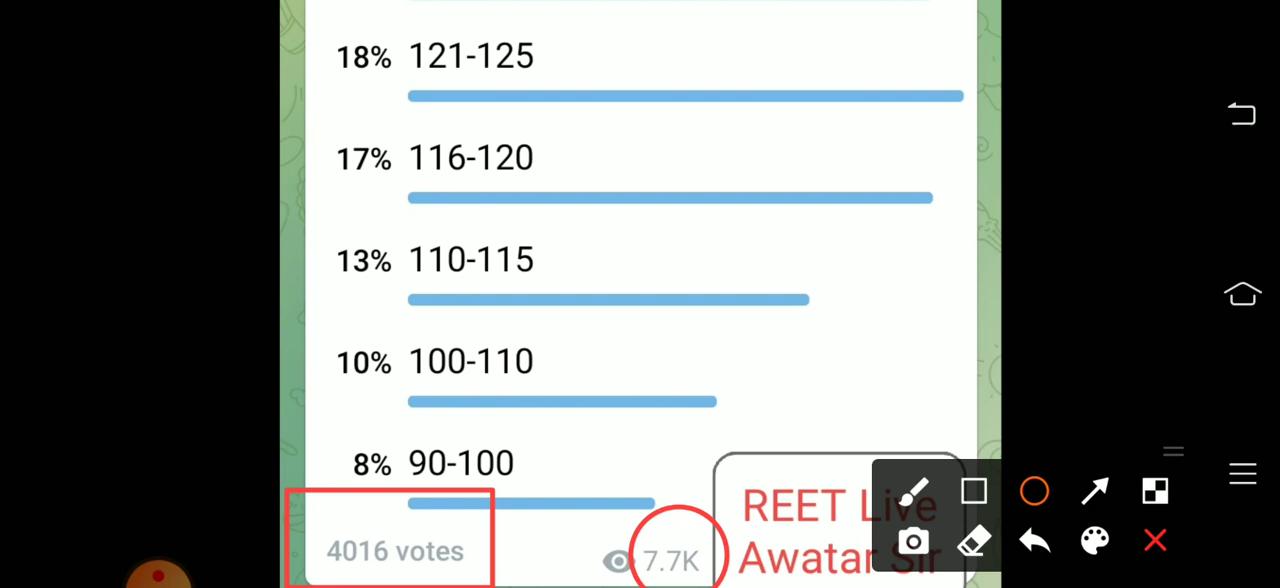 18% 121-125
17% 116-120
13% 110-115
10% 100-110
8% 90-100
4016 votes 7.7K
REET Live
Awatar Sir